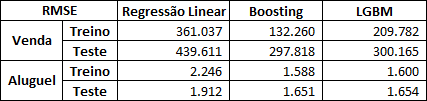 RMSE Regressão Linear Boosting LGBM
Venda Treino 361.037 132.260 209.782
Teste 439.611 297.818 300.165
Aluguel Treino 2.246 1.588 1.600
Teste 1.912 1.651 1.654